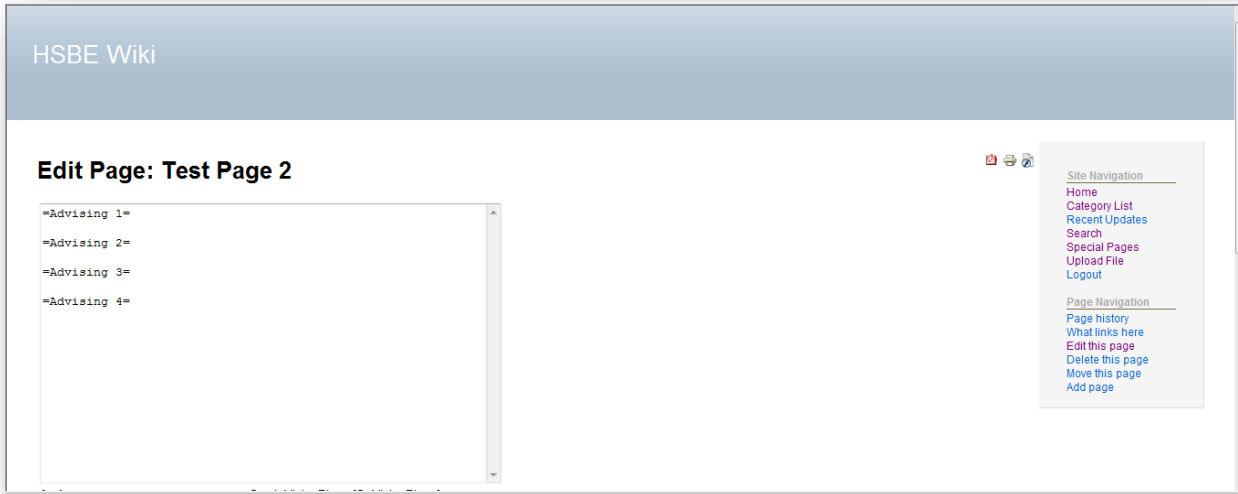 HSBE Wiki
Edit Page: Test Page 2
=Advising 1=
=Advising 2=
=Advising 3=
=Advising 4=
Site Navigation
Home
Category List
Recent Updates
Search
Special Pages
Upload File
Logout
Page Navigation
Page history
What links here
Edit this page
Delete this page
Move this page
Add page